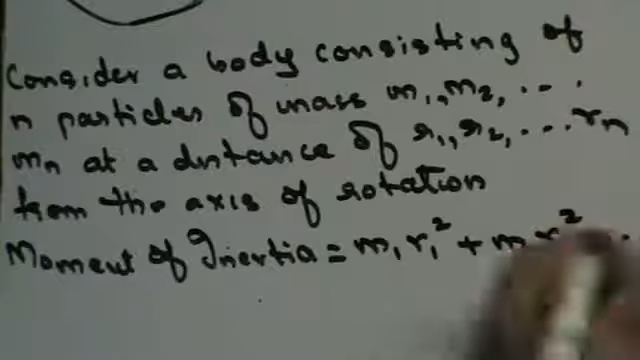 Consider a body consisting of
n particles of mass m₁, m₂, ...
mₙ at a distance of r₁, r₂, ... rₙ
from the axis of rotation
Moment of Inertia = m₁r₁² + m r²